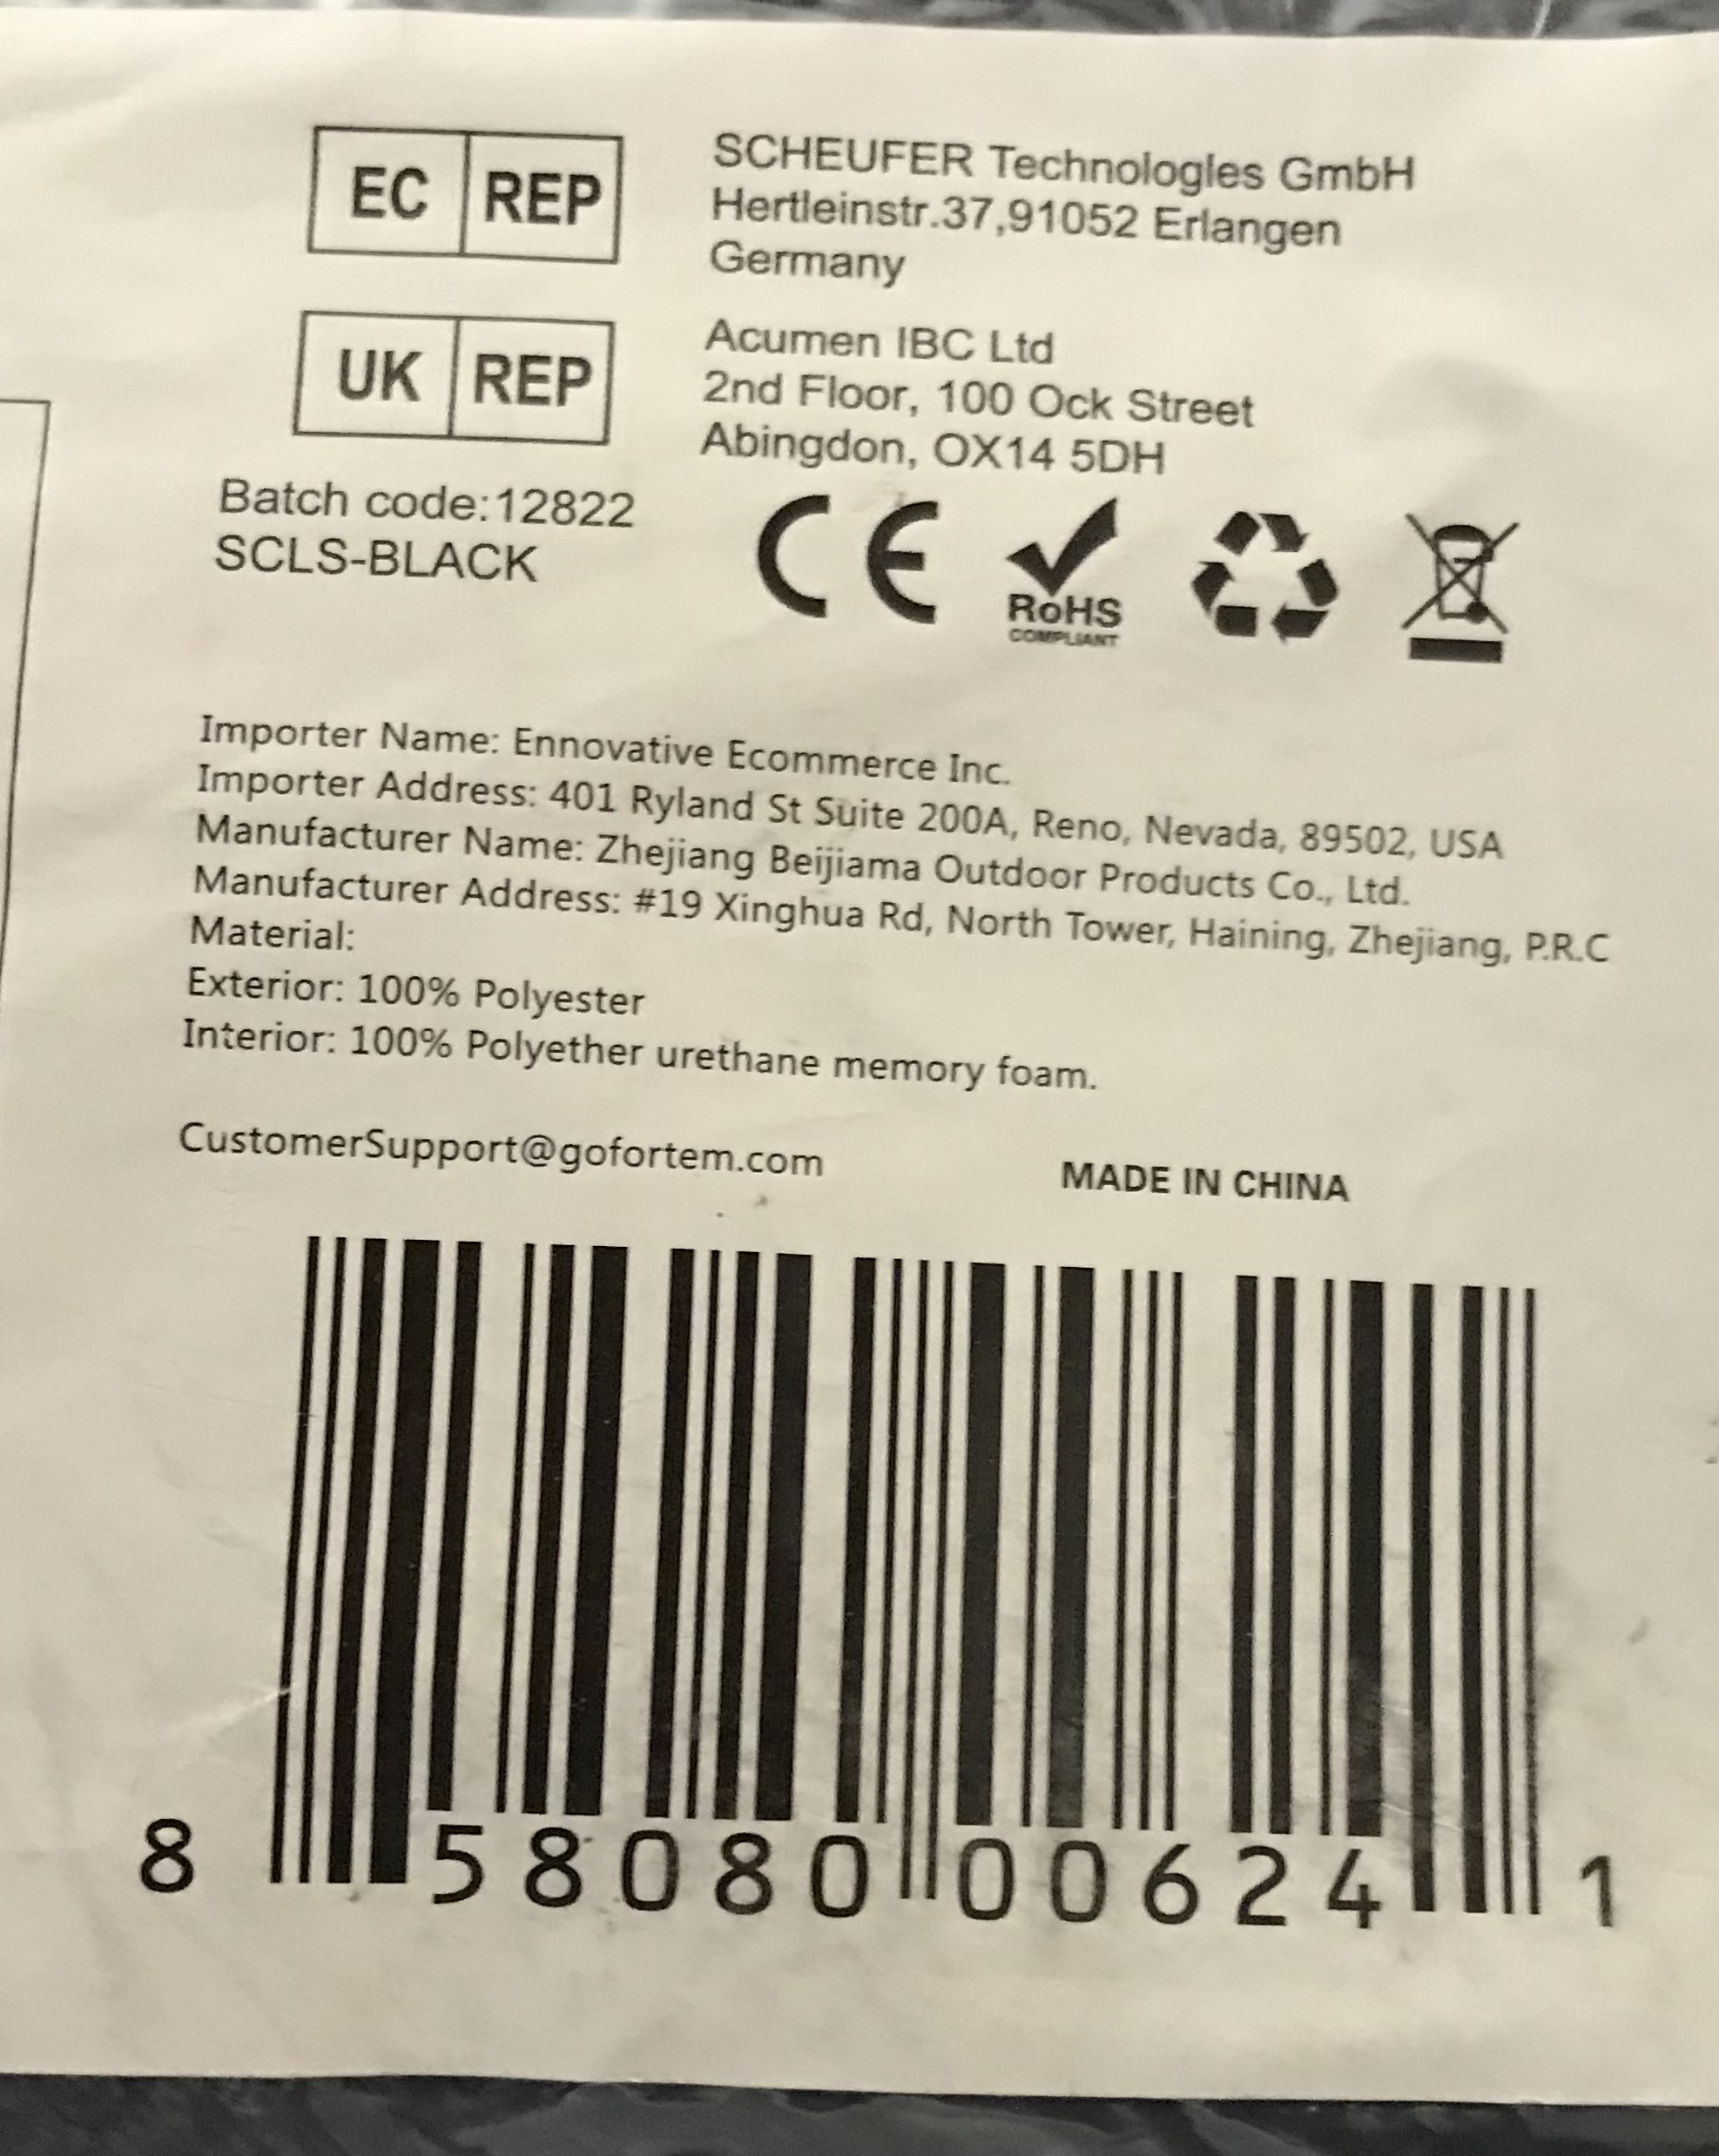 EC REP
SCHEUFER Technologles GmbH
Hertleinstr.37,91052 Erlangen
Germany
UK REP
Acumen IBC Ltd
2nd Floor, 100 Ock Street
Abingdon, OX14 5DH
Batch code:12822
SCLS-BLACK
CE
RoHS
COMPLIANT
Importer Name: Ennovative Ecommerce Inc.
Importer Address: 401 Ryland St Suite 200A, Reno, Nevada, 89502, USA
Manufacturer Name: Zhejiang Beijiama Outdoor Products Co., Ltd.
Manufacturer Address: #19 Xinghua Rd, North Tower, Haining, Zhejiang, P.R.C
Material:
Exterior: 100% Polyester
Interior: 100% Polyether urethane memory foam.
CustomerSupport@gofortem.com
MADE IN CHINA
8 58080 00624 1